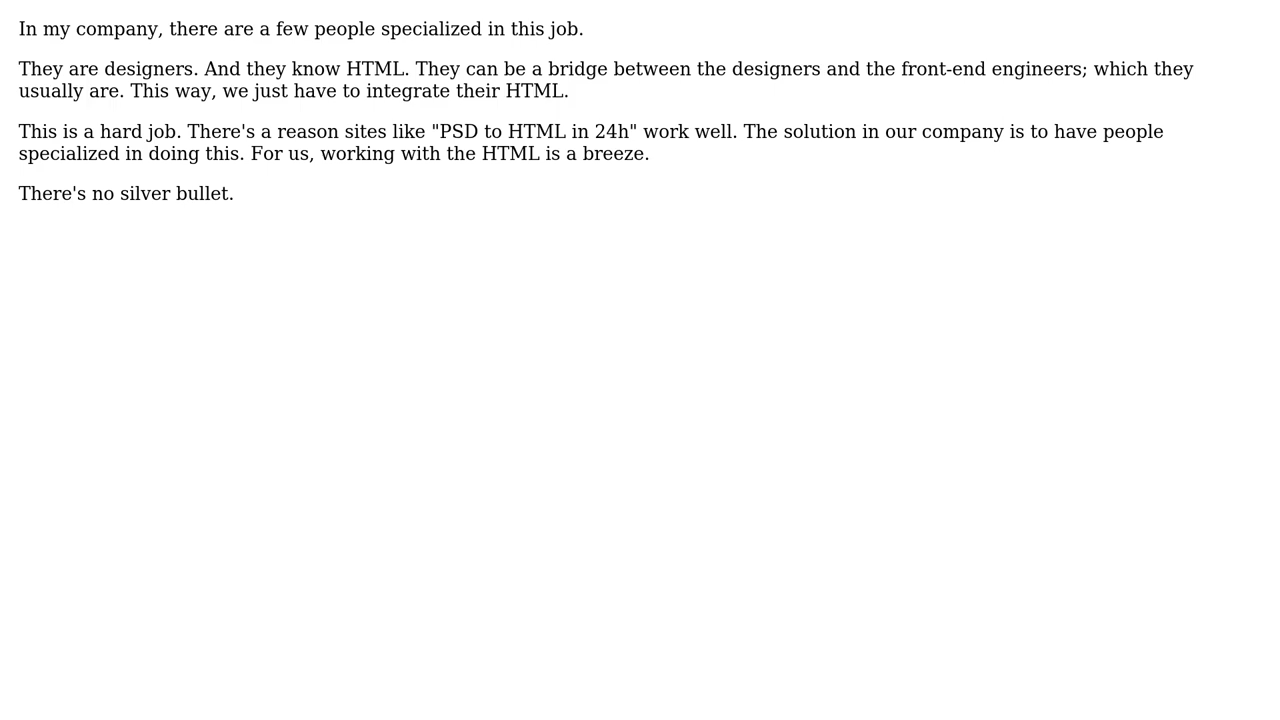 In my company, there are a few people specialized in this job.
They are designers. And they know HTML. They can be a bridge between the designers and the front-end engineers; which they
usually are. This way, we just have to integrate their HTML.
This is a hard job. There's a reason sites like "PSD to HTML in 24h" work well. The solution in our company is to have people
specialized in doing this. For us, working with the HTML is a breeze.
There's no silver bullet.